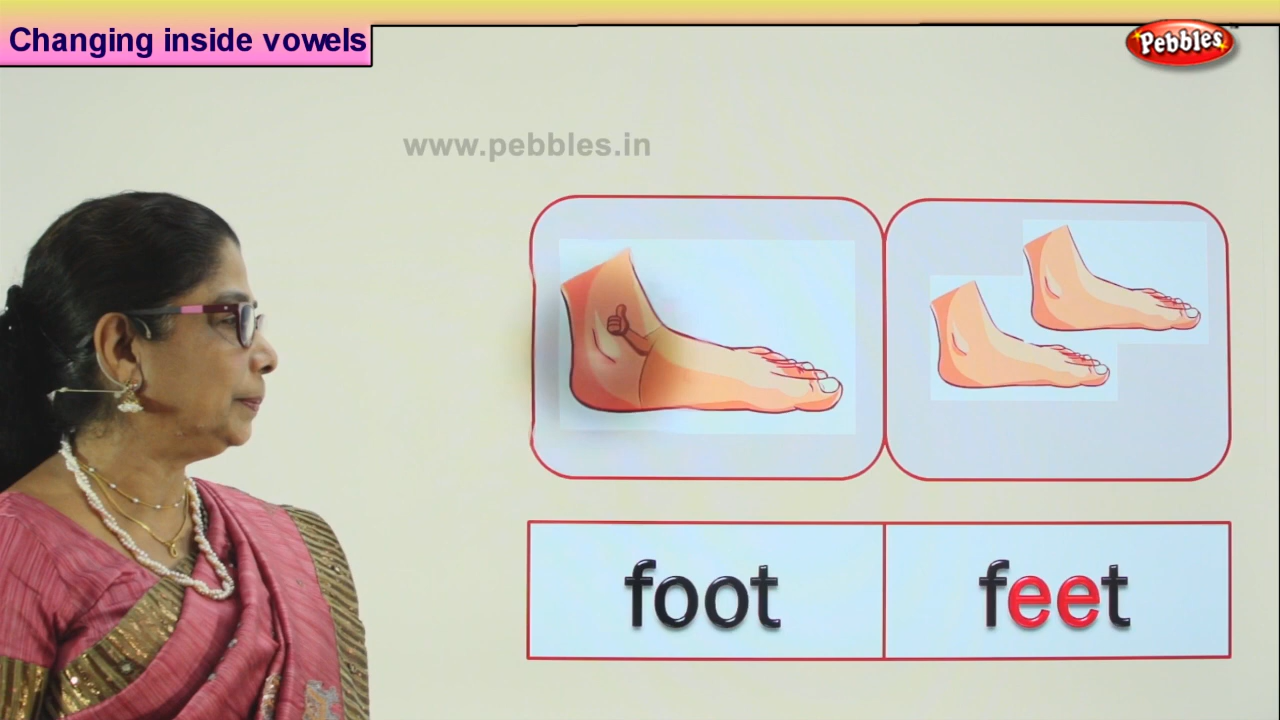 Changing inside vowels
Pebbles
www.pebbles.in
foot
feet